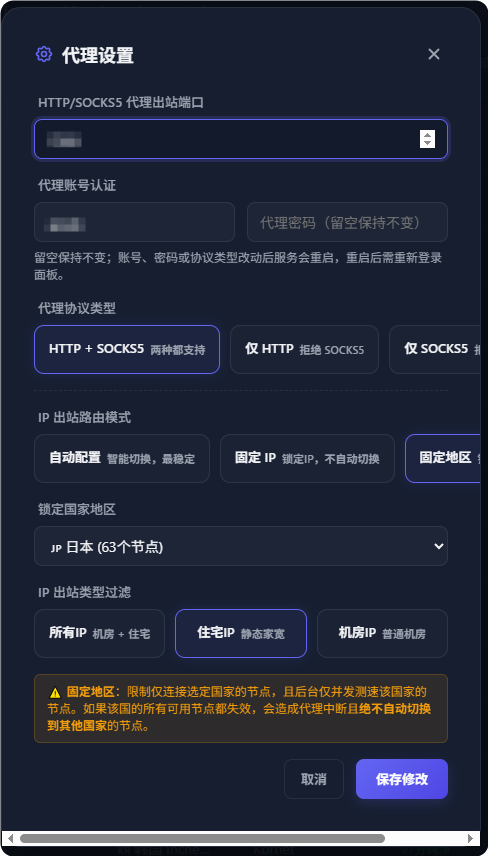 代理设置
HTTP/SOCKS5 代理出站端口
代理账号认证
代理密码（留空保持不变）
留空保持不变；账号、密码或协议类型改动后服务会重启，重启后需重新登录
面板。
代理协议类型
HTTP + SOCKS5 两种都支持 仅 HTTP 拒绝 SOCKS5 仅 SOCKS5
IP 出站路由模式
自动配置 智能切换，最稳定 固定 IP 锁定IP，不自动切换 固定地区
锁定国家地区
JP 日本 (63个节点)
IP 出站类型过滤
所有IP 机房 + 住宅 住宅IP 静态家宽 机房IP 普通机房
⚠ 固定地区：限制仅连接选定国家的节点，且后台仅并发测速该国家的
节点。如果该国的所有可用节点都失效，会造成代理中断且绝不自动切换
到其他国家的节点。
取消 保存修改